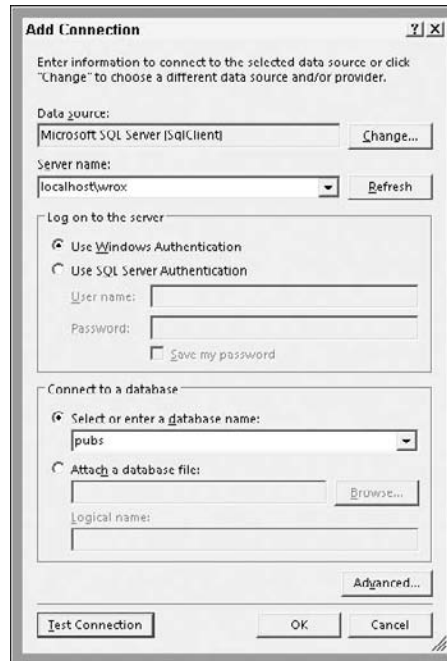 Add Connection
Enter information to connect to the selected data source or click
"Change" to choose a different data source and/or provider.
Data source:
Microsoft SQL Server (SqlClient)
Change...
Server name:
localhost\wrox
Refresh
Log on to the server
Use Windows Authentication
Use SQL Server Authentication
User name:
Password:
Save my password
Connect to a database
Select or enter a database name:
pubs
Attach a database file:
Browse...
Logical name:
Advanced...
Test Connection
OK
Cancel